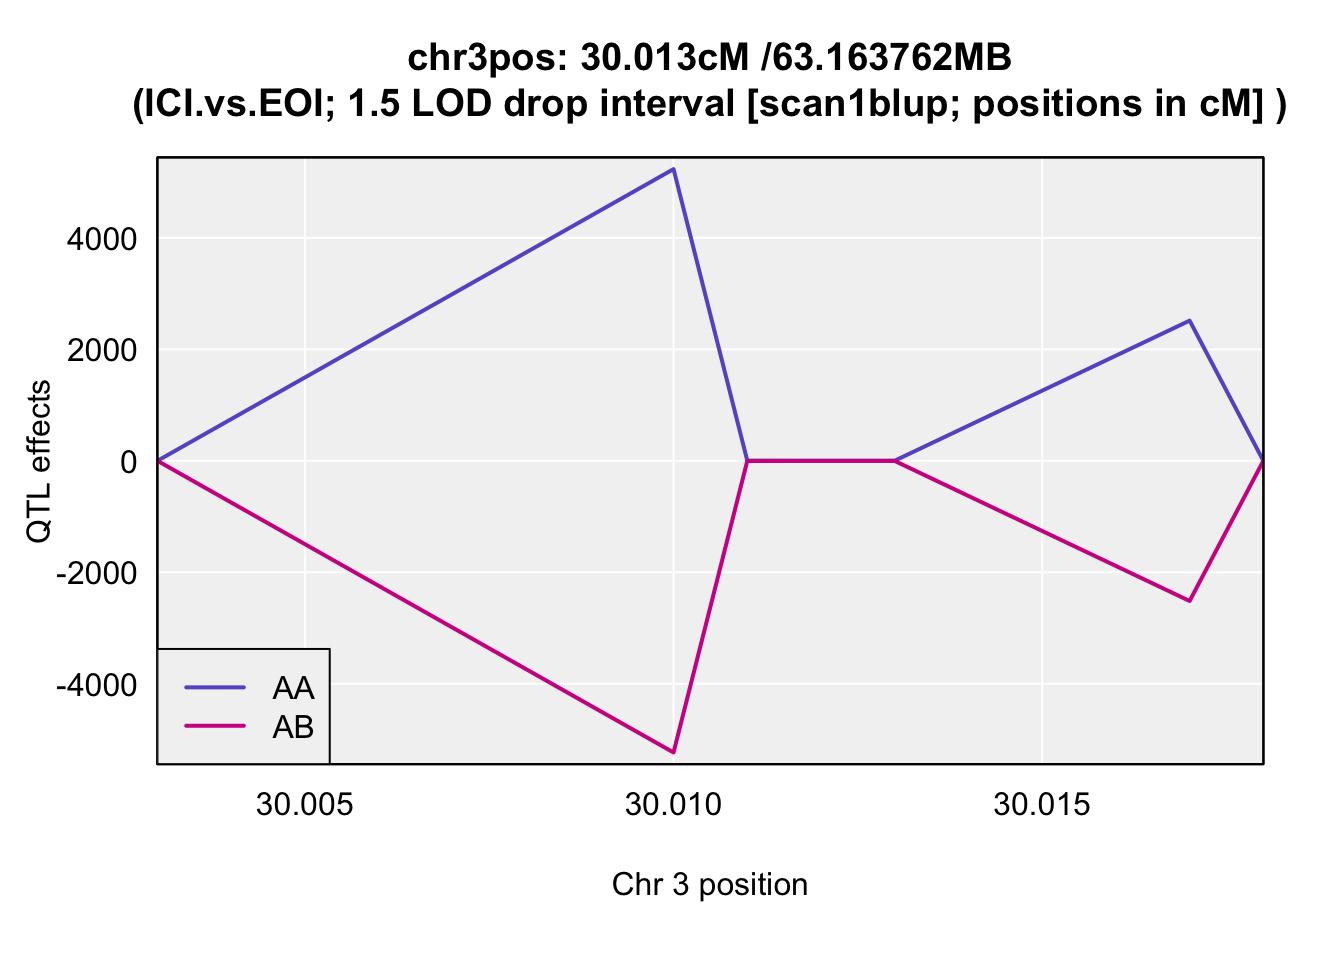 chr3pos: 30.013cM /63.163762MB
(ICI.vs.EOI; 1.5 LOD drop interval [scan1blup; positions in cM] )
QTL effects
4000
2000
0
-2000
-4000
AA
AB
30.005
30.010
30.015
Chr 3 position